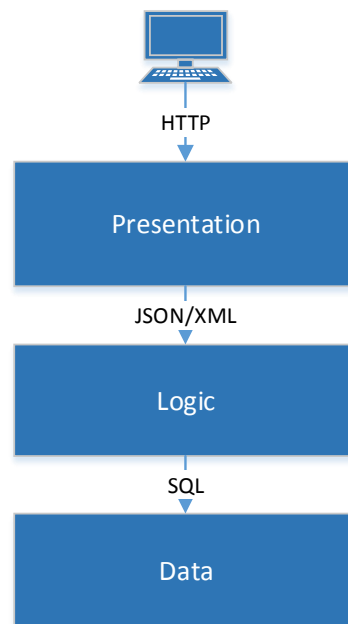 HTTP
Presentation
JSON/XML
Logic
SQL
Data